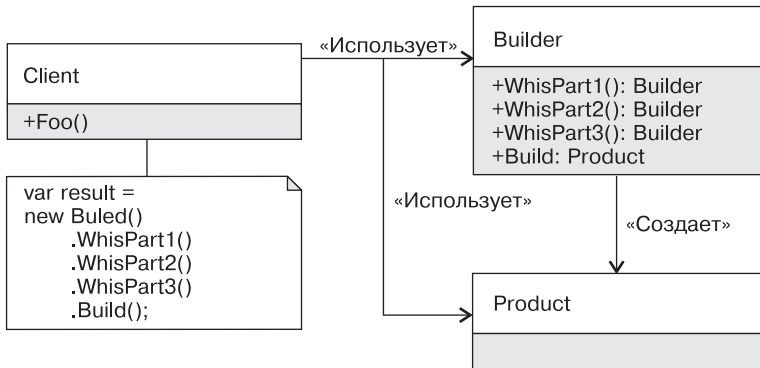 Client
+Foo()
var result =
new Buled()
.WhisPart1()
.WhisPart2()
.WhisPart3()
.Build();
«Использует»
«Использует»
Builder
+WhisPart1(): Builder
+WhisPart2(): Builder
+WhisPart3(): Builder
+Build: Product
«Создает»
Product